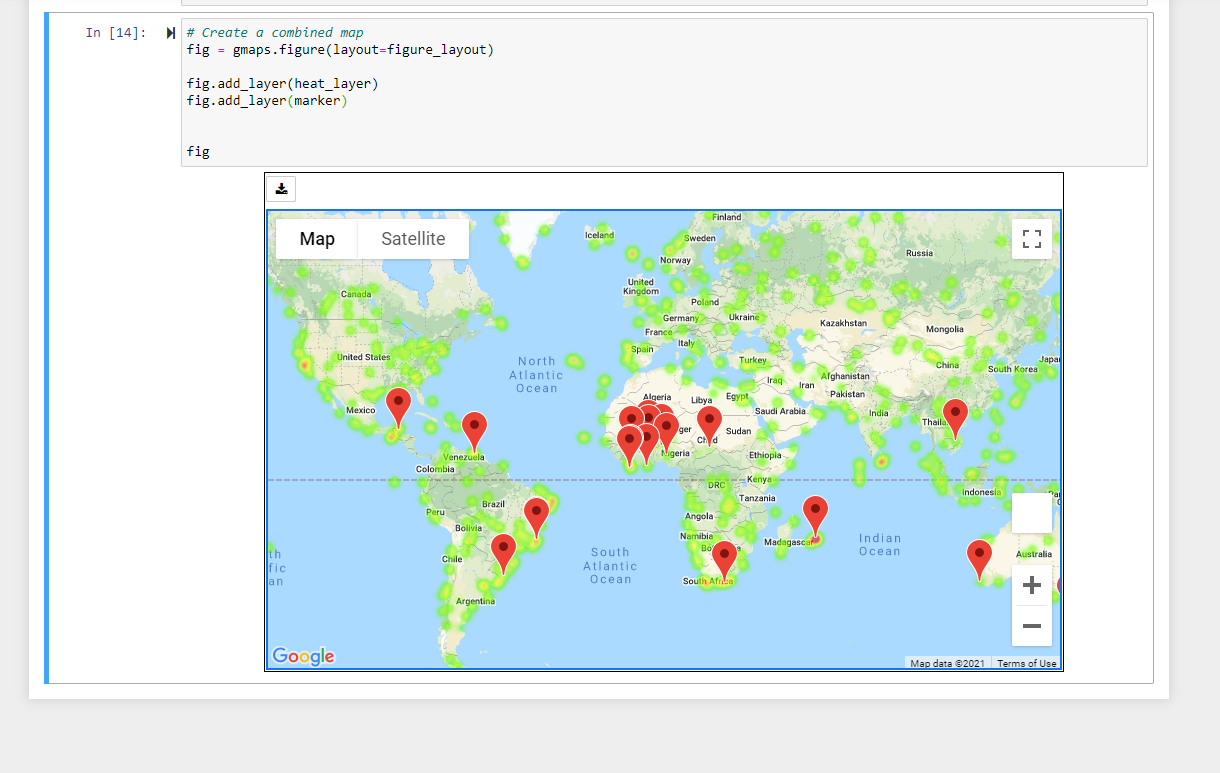 In [14]:
# Create a combined map
fig = gmaps.figure(layout=figure_layout)
fig.add_layer(heat_layer)
fig.add_layer(marker)
fig
Map
Satellite
Finland
Iceland
Sweden
Russia
Norway
United
Kingdom
Canada
Poland
Germany
Ukraine
Kazakhstan
Mongolia
France
Italy
Spain
United States
Turkey
China
Japan
South Korea
North
Atlantic
Ocean
Afghanistan
Iraq
Iran
Pakistan
Algeria
Libya
Egypt
Mexico
Saudi Arabia
India
Thaila
ger
Chad
Sudan
Nigeria
Ethiopia
Venezuela
Colombia
DRC
Kenya
Indonesia
Tanzania
Brazil
Peru
Angola
Bolivia
Namibia
Bo a
Madagascar
Indian
Ocean
Chile
South
Atlantic
Ocean
Australia
th
fic
an
South Africa
Argentina
Google
Map data ©2021
Terms of Use